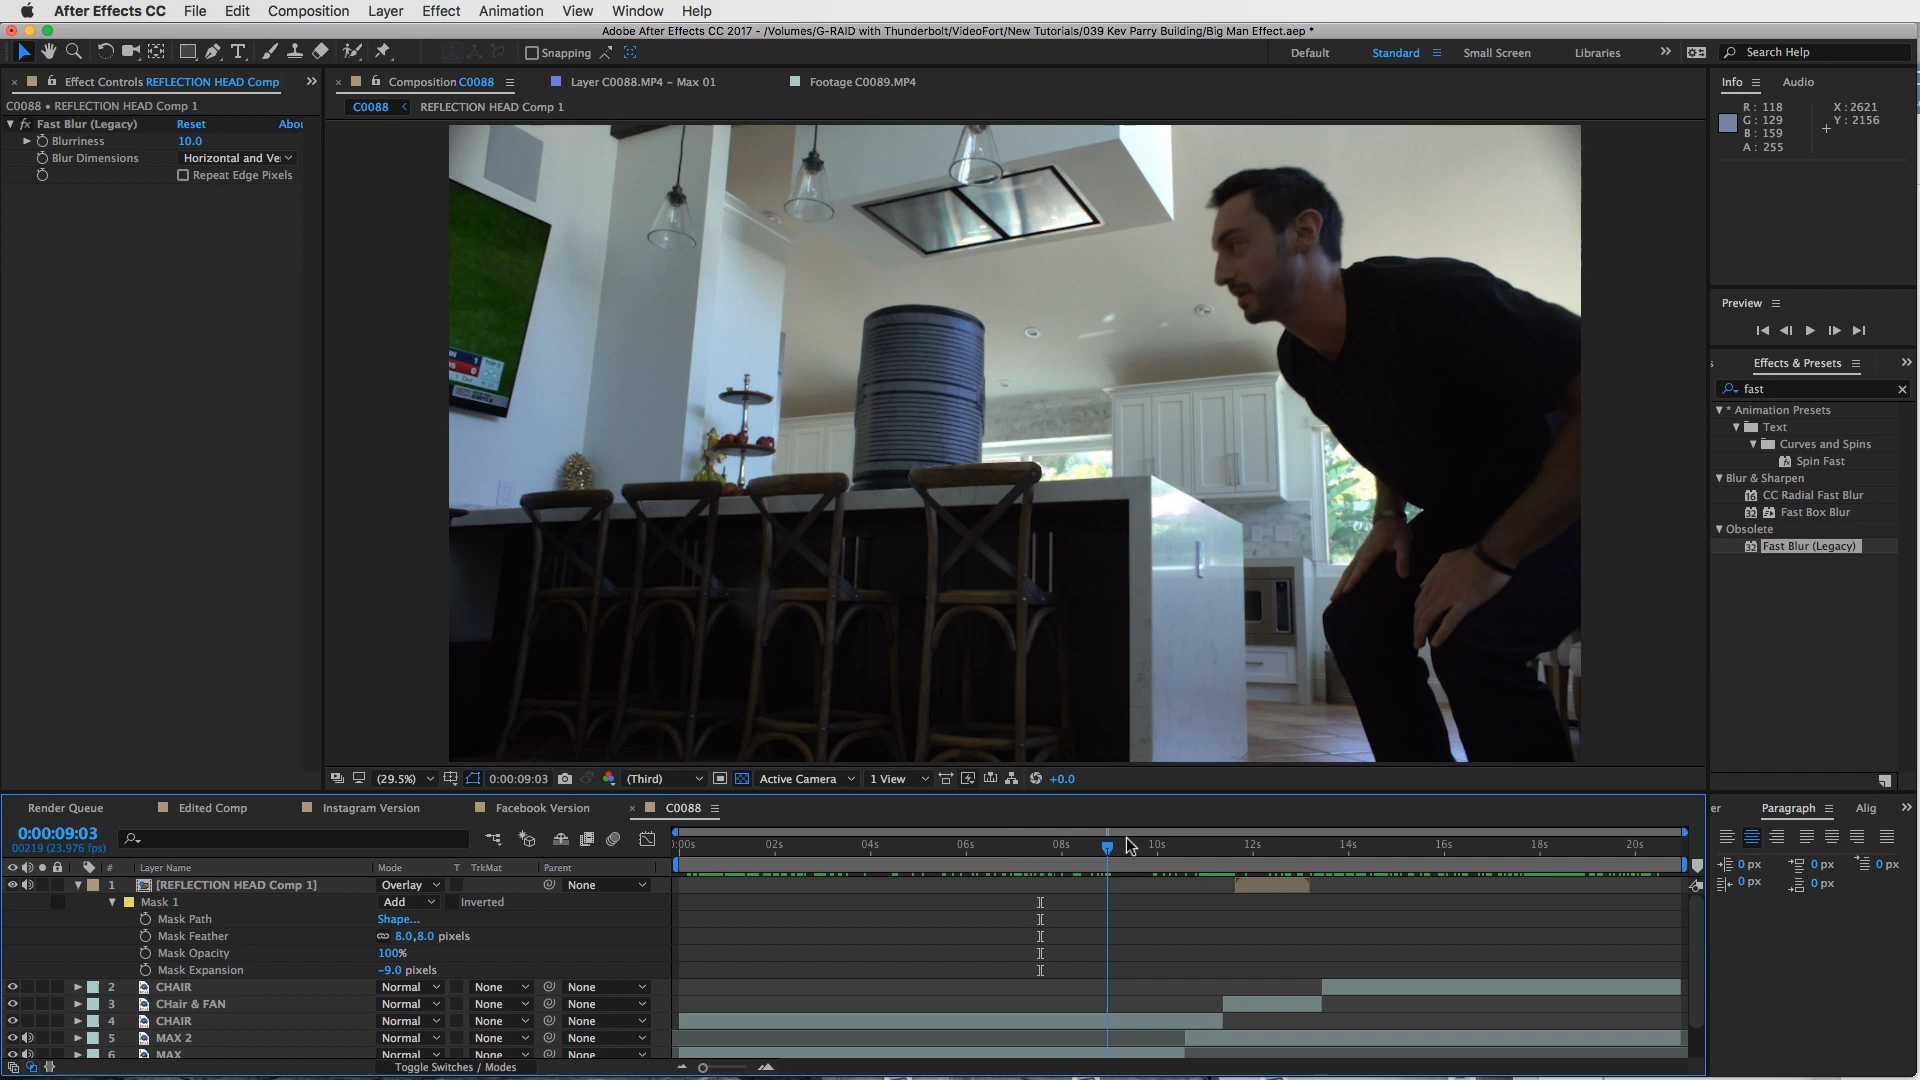 After Effects CC File Edit Composition Layer Effect Animation View Window Help
Adobe After Effects CC 2017 - /Volumes/G-RAID with Thunderbolt/VideoFort/New Tutorials/039 Kev Parry Building/Big Man Effect.aep *
Snapping Default Standard Small Screen Libraries Search Help
Effect Controls REFLECTION HEAD Comp
Composition C0088 Layer C0088.MP4 – Max 01 Footage C0089.MP4
Info Audio
C0088 • REFLECTION HEAD Comp 1
C0088 REFLECTION HEAD Comp 1
R : 118 X : 2621
G : 129 Y : 2156
B : 159
A : 255
fx Fast Blur (Legacy) Reset Abou
Blurriness 10.0
Blur Dimensions Horizontal and Ve
Repeat Edge Pixels
Preview
Effects & Presets
fast
* Animation Presets
Text
Curves and Spins
Spin Fast
Blur & Sharpen
CC Radial Fast Blur
Fast Box Blur
Obsolete
Fast Blur (Legacy)
(29.5%) 0:00:09:03 (Third) Active Camera 1 View +0.0
Render Queue Edited Comp Instagram Version Facebook Version C0088
er Paragraph Alig
0:00:09:03
00219 (23.976 fps)
:00s 02s 04s 06s 08s 10s 12s 14s 16s 18s 20s
# Layer Name Mode T TrkMat Parent
0 px 0 px 0 px
0 px 0 px
1 [REFLECTION HEAD Comp 1] Overlay None
Mask 1 Add Inverted
Mask Path Shape...
Mask Feather 8.0,8.0 pixels
Mask Opacity 100%
Mask Expansion -9.0 pixels
2 CHAIR Normal None None
3 CHair & FAN Normal None None
4 CHAIR Normal None None
5 MAX 2 Normal None None
6 MAX Normal None None
Toggle Switches / Modes